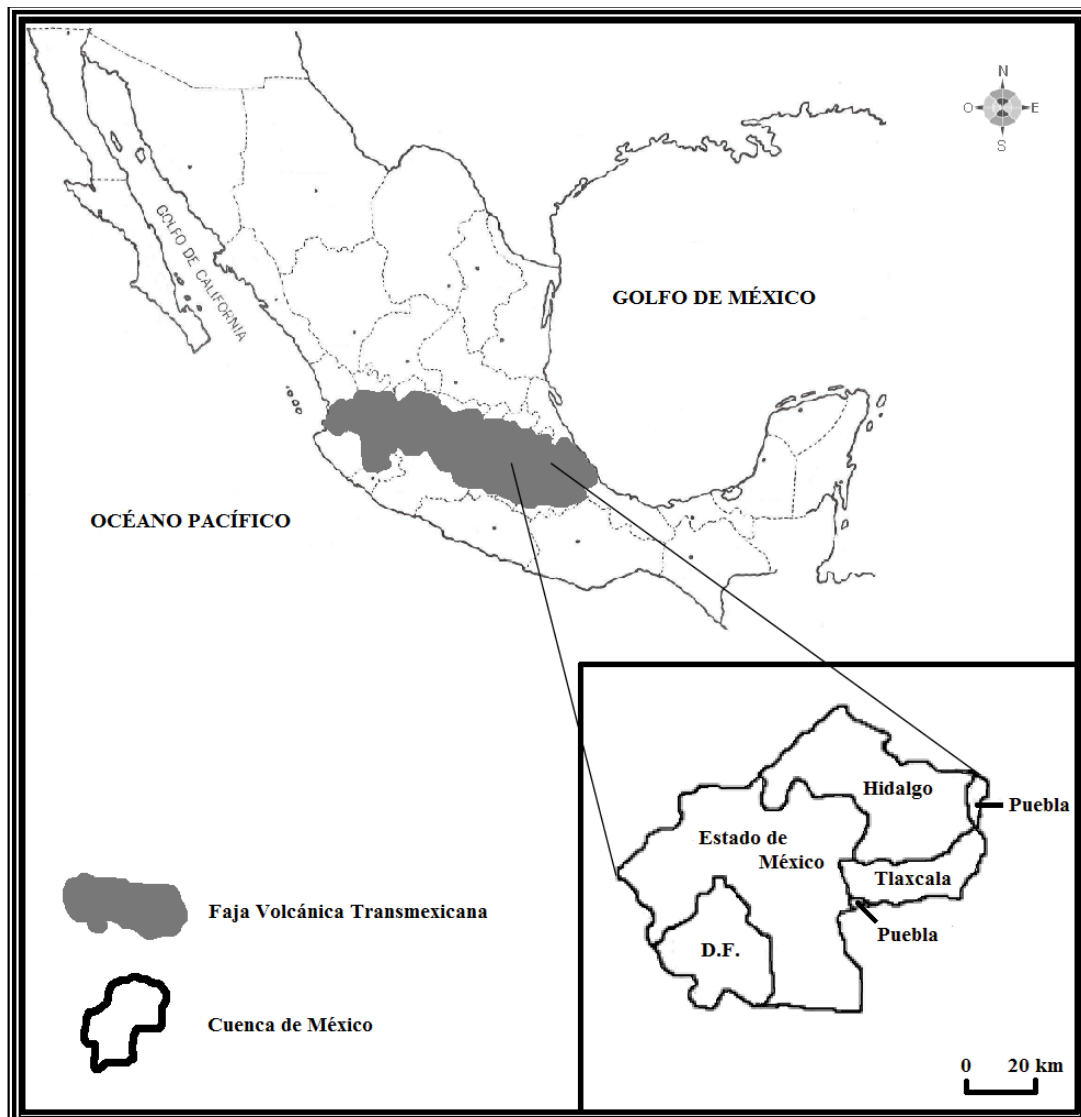 N
O
E
S
GOLFO DE CALIFORNIA
GOLFO DE MÉXICO
OCÉANO PACÍFICO
Hidalgo
Puebla
Estado de
México
Tlaxcala
Puebla
D.F.
Faja Volcánica Transmexicana
Cuenca de México
0 20 km